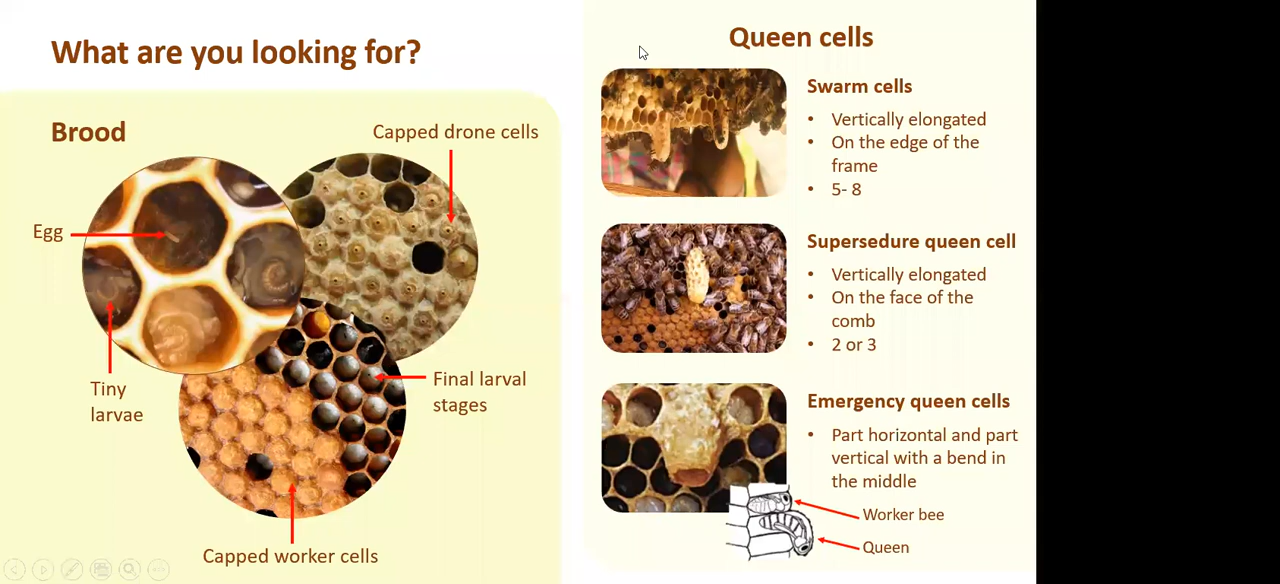 What are you looking for?
Brood
Capped drone cells
Egg
Tiny
larvae
Final larval
stages
Capped worker cells
Queen cells
Swarm cells
• Vertically elongated
• On the edge of the
frame
• 5- 8
Supersedure queen cell
• Vertically elongated
• On the face of the
comb
• 2 or 3
Emergency queen cells
• Part horizontal and part
vertical with a bend in
the middle
Worker bee
Queen